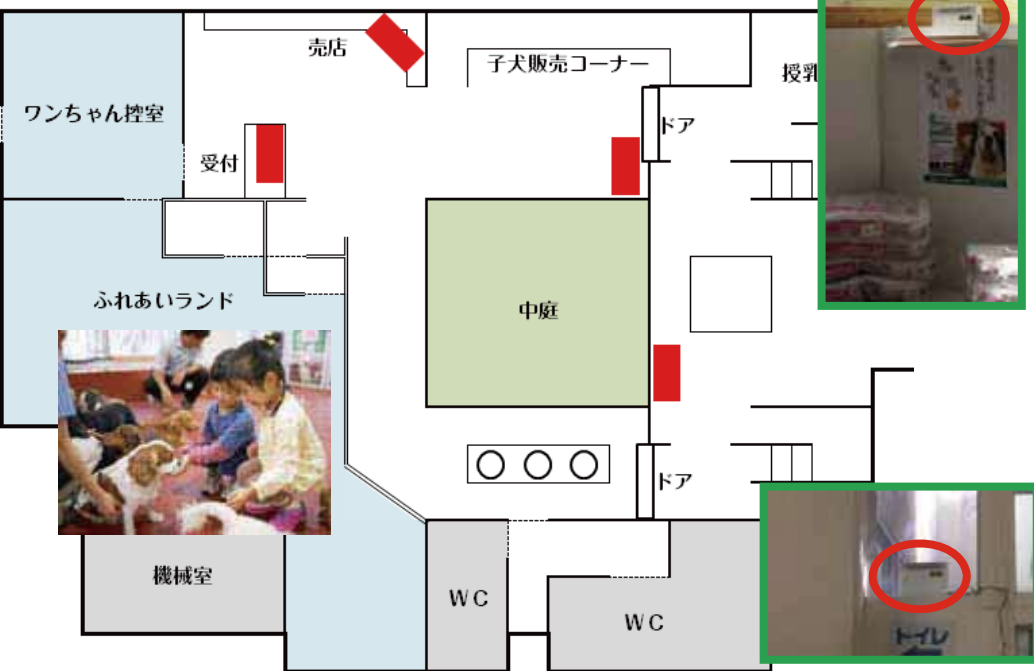 売店
子犬販売コーナー
授乳
ワンちゃん控室
ドア
受付
ふれあいランド
中庭
ドア
機械室
WC
WC
トイレ